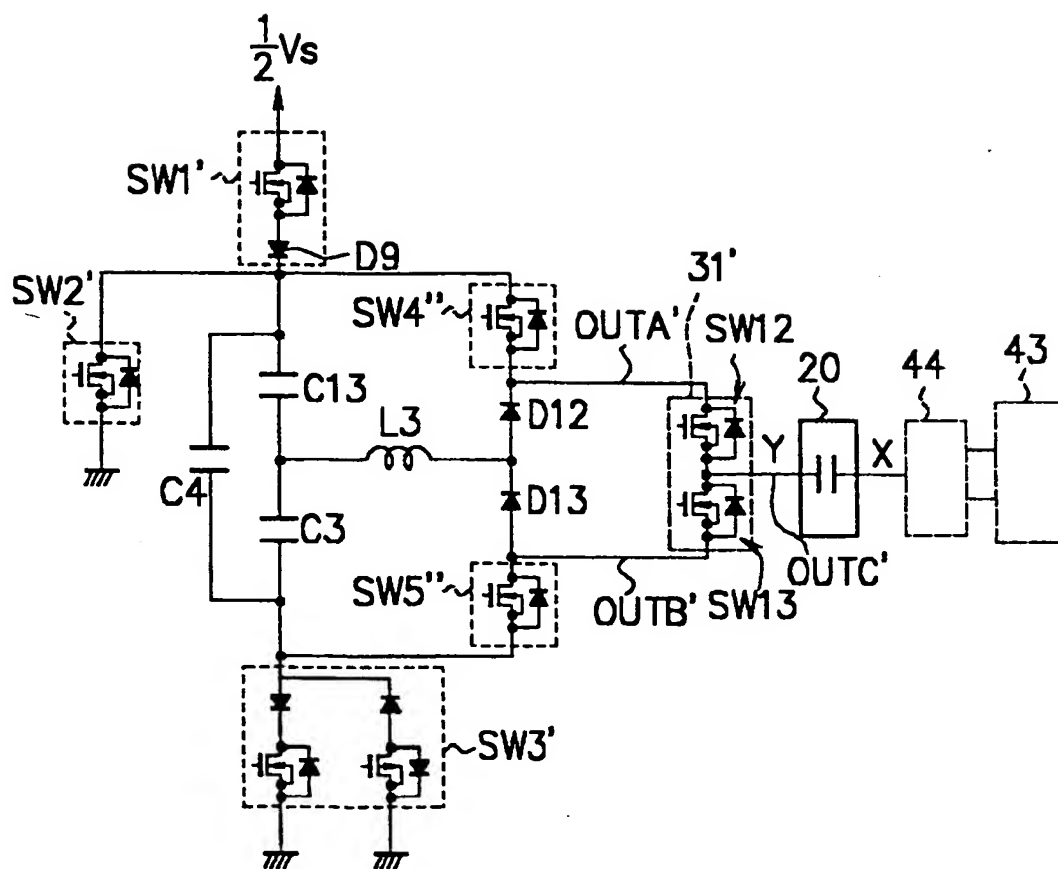 ½Vs
SW1'
D9
SW2'
SW4''
31'
OUTA'
SW12
20
44
43
C13
L3
D12
Y
X
C4
C3
D13
SW5''
OUTB'
SW13
OUTC'
SW3'